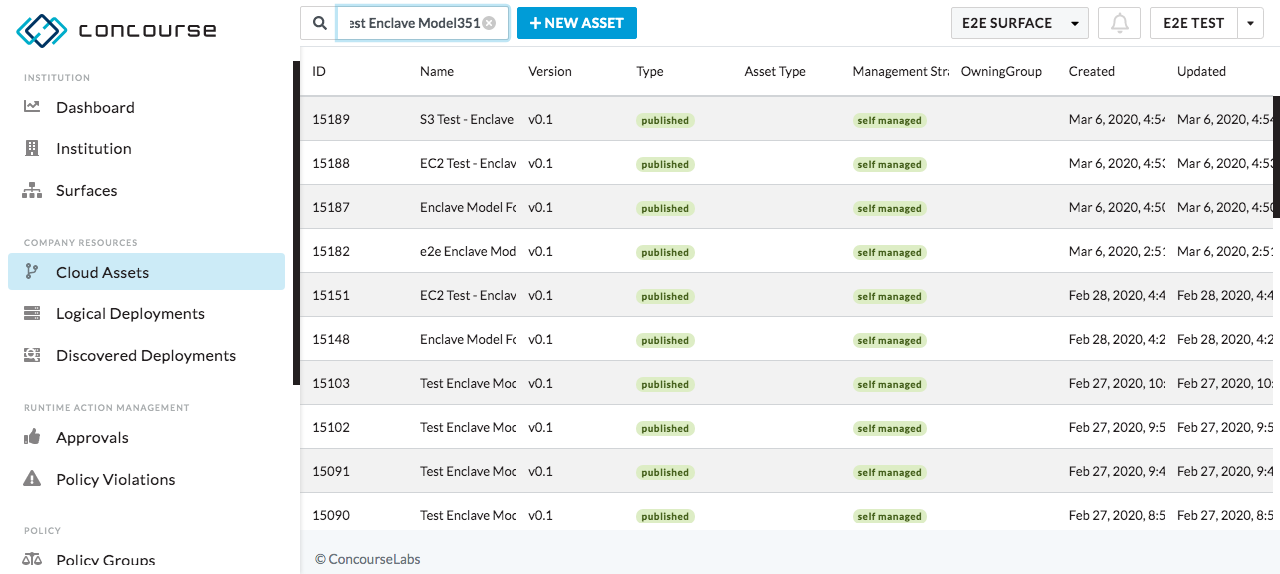 concourse
est Enclave Model351
+ NEW ASSET
E2E SURFACE
E2E TEST
INSTITUTION
Dashboard
Institution
Surfaces
COMPANY RESOURCES
Cloud Assets
Logical Deployments
Discovered Deployments
RUNTIME ACTION MANAGEMENT
Approvals
Policy Violations
POLICY
Policy Groups
ID Name Version Type Asset Type Management Stra OwningGroup Created Updated
15189 S3 Test - Enclave v0.1 published self managed Mar 6, 2020, 4:54 Mar 6, 2020, 4:54
15188 EC2 Test - Enclav v0.1 published self managed Mar 6, 2020, 4:53 Mar 6, 2020, 4:53
15187 Enclave Model Fo v0.1 published self managed Mar 6, 2020, 4:50 Mar 6, 2020, 4:50
15182 e2e Enclave Mod v0.1 published self managed Mar 6, 2020, 2:51 Mar 6, 2020, 2:51
15151 EC2 Test - Enclav v0.1 published self managed Feb 28, 2020, 4:4 Feb 28, 2020, 4:4
15148 Enclave Model Fo v0.1 published self managed Feb 28, 2020, 4:2 Feb 28, 2020, 4:2
15103 Test Enclave Moc v0.1 published self managed Feb 27, 2020, 10: Feb 27, 2020, 10:
15102 Test Enclave Moc v0.1 published self managed Feb 27, 2020, 9:5 Feb 27, 2020, 9:5
15091 Test Enclave Moc v0.1 published self managed Feb 27, 2020, 9:4 Feb 27, 2020, 9:4
15090 Test Enclave Moc v0.1 published self managed Feb 27, 2020, 8:5 Feb 27, 2020, 8:5
© ConcourseLabs